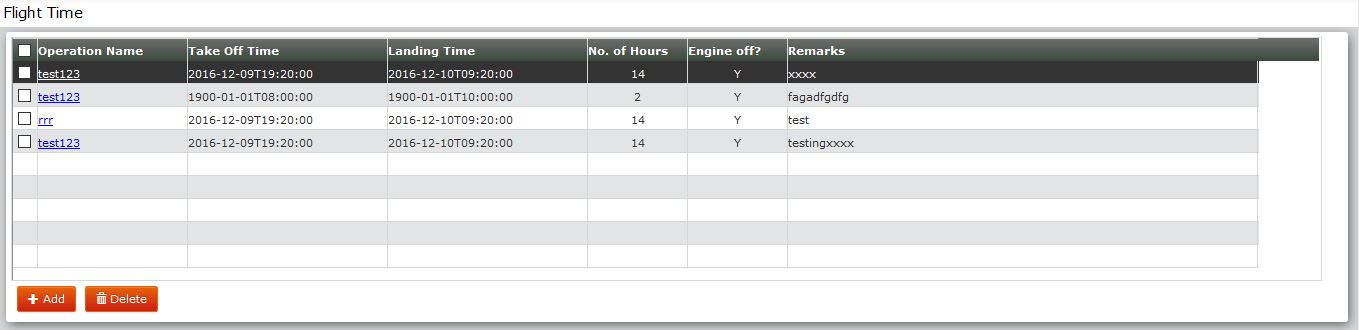 Flight Time
Operation Name Take Off Time Landing Time No. of Hours Engine off? Remarks
test123 2016-12-09T19:20:00 2016-12-10T09:20:00 14 Y xxxx
test123 1900-01-01T08:00:00 1900-01-01T10:00:00 2 Y fagadfgdfg
rrr 2016-12-09T19:20:00 2016-12-10T09:20:00 14 Y test
test123 2016-12-09T19:20:00 2016-12-10T09:20:00 14 Y testingxxxx
Add Delete